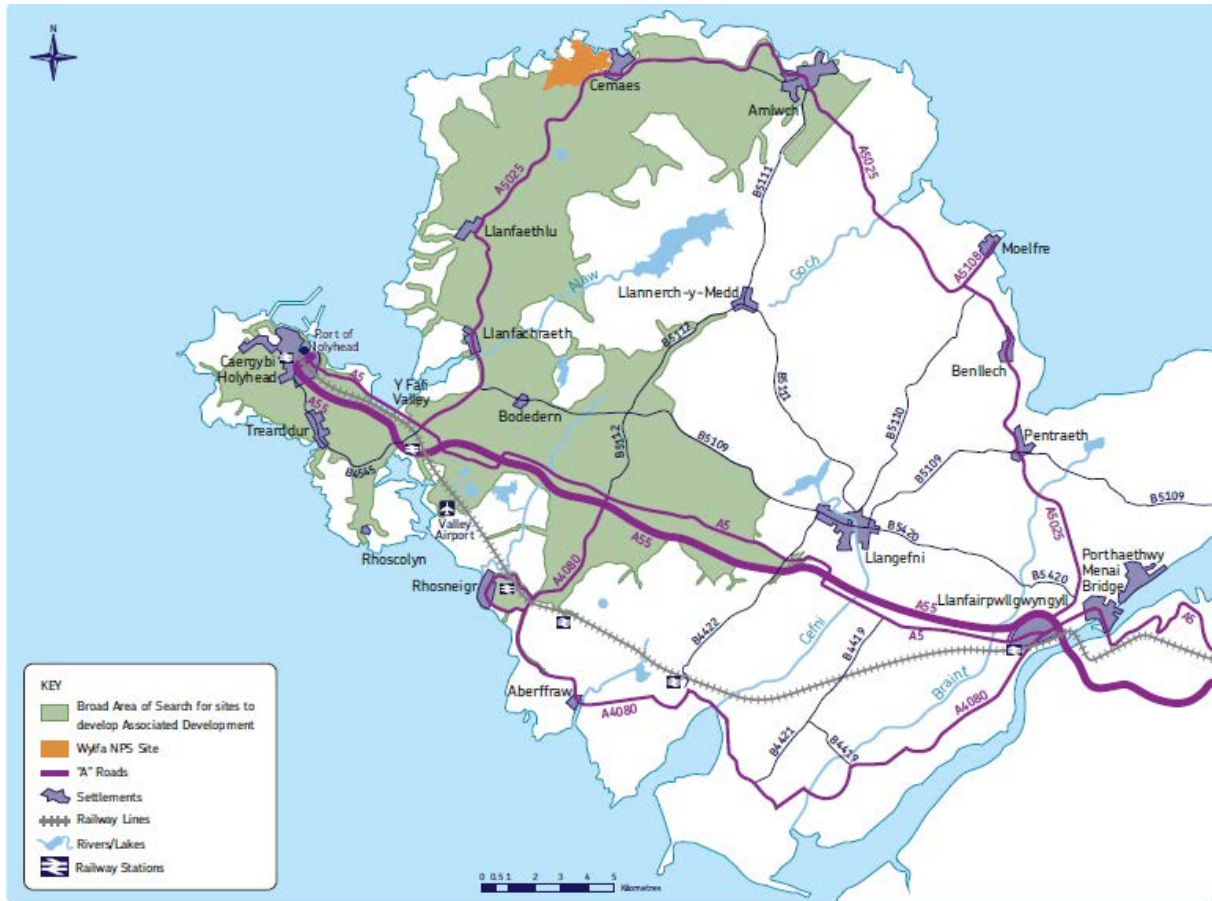 N
Cemaes
Amlwch
A5025
B5111
A5025
Llanfaethlu
Moelfre
A5108
Alaw
Goch
Llannerch-y-Medd
Llanfachraeth
B5112
Port of
Holyhead
Caergybi
Holyhead
A5
Y Fali
Valley
A55
Bodedern
B5111
B5110
Benllech
Trearddur
B4545
B5112
B5109
Pentraeth
B5109
B5109
Valley
Airport
A5
A55
B5420
Llangefni
A5025
Porthaethwy
Menai
Bridge
Rhoscolyn
Rhosneigr
A4080
B5420
Llanfairpwllgwyngyll
A55
A5
A5
B4422
Cefni
B4419
Braint
Aberffraw
A4080
A4080
B4421
B4419
KEY
Broad Area of Search for sites to
develop Associated Development
Wylfa NPS Site
"A" Roads
Settlements
Railway Lines
Rivers/Lakes
Railway Stations
0 0.5 1 2 3 4 5
Kilometres